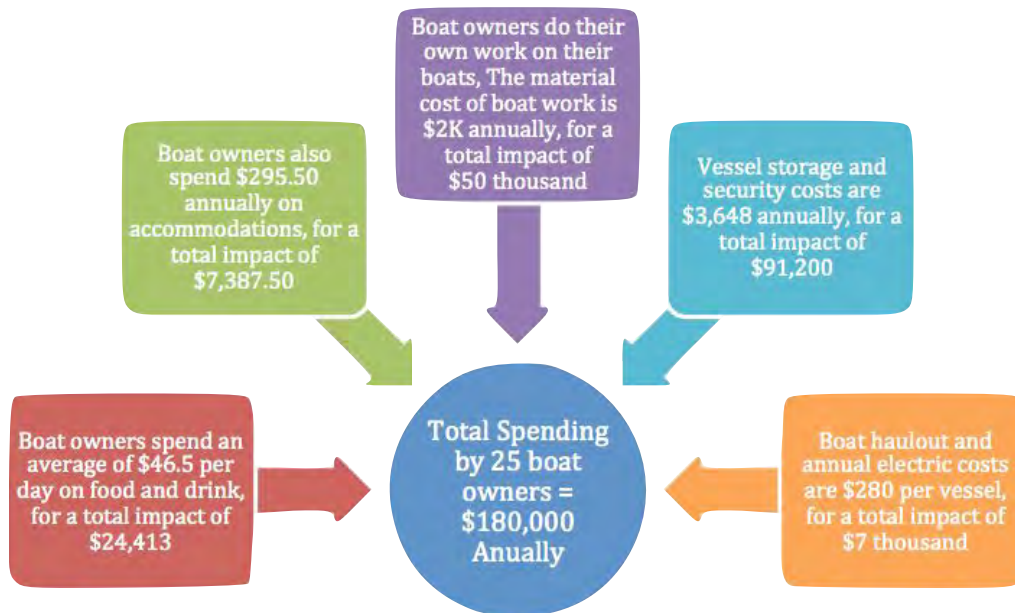 Boat owners do their
own work on their
boats, The material
cost of boat work is
$2K annually, for a
total impact of
$50 thousand
Boat owners also
spend $295.50
annually on
accommodations, for a
total impact of
$7,387.50
Vessel storage and
security costs are
$3,648 annually, for a
total impact of
$91,200
Boat owners spend an
average of $46.5 per
day on food and drink,
for a total impact of
$24,413
Total Spending
by 25 boat
owners =
$180,000
Anually
Boat haulout and
annual electric costs
are $280 per vessel,
for a total impact of
$7 thousand